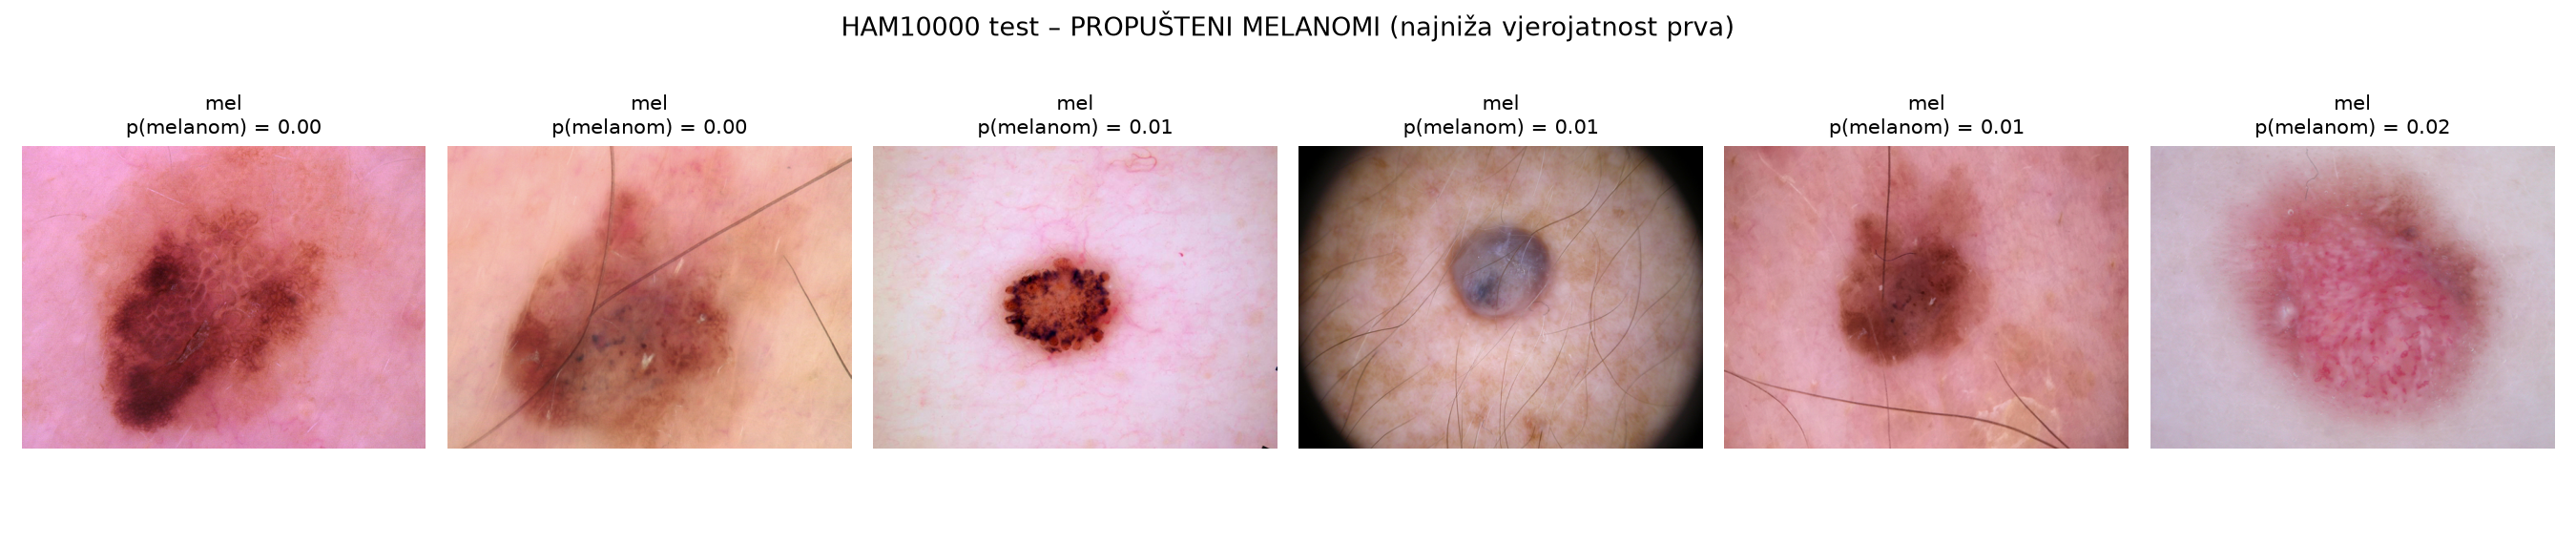 HAM10000 test – PROPUŠTENI MELANOMI (najniža vjerojatnost prva)
mel
p(melanom) = 0.00
mel
p(melanom) = 0.00
mel
p(melanom) = 0.01
mel
p(melanom) = 0.01
mel
p(melanom) = 0.01
mel
p(melanom) = 0.02